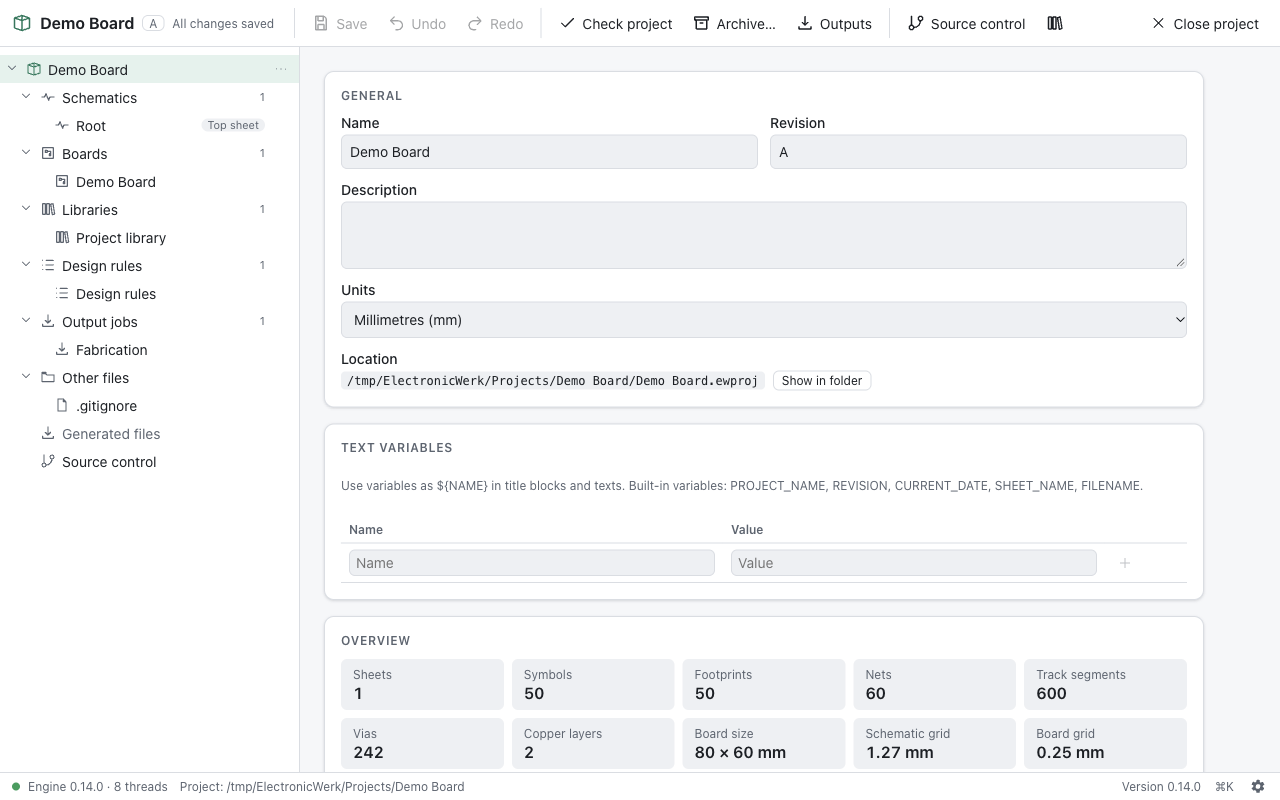 Demo Board A All changes saved Save Undo Redo Check project Archive... Outputs Source control Close project
Demo Board ...
Schematics 1
Root Top sheet
Boards 1
Demo Board
Libraries 1
Project library
Design rules 1
Design rules
Output jobs 1
Fabrication
Other files
.gitignore
Generated files
Source control
GENERAL
Name Revision
Demo Board A
Description
Units
Millimetres (mm)
Location
/tmp/ElectronicWerk/Projects/Demo Board/Demo Board.ewproj Show in folder
TEXT VARIABLES
Use variables as ${NAME} in title blocks and texts. Built-in variables: PROJECT_NAME, REVISION, CURRENT_DATE, SHEET_NAME, FILENAME.
Name Value
Name Value +
OVERVIEW
Sheets Symbols Footprints Nets Track segments
1 50 50 60 600
Vias Copper layers Board size Schematic grid Board grid
242 2 80 × 60 mm 1.27 mm 0.25 mm
Engine 0.14.0 · 8 threads Project: /tmp/ElectronicWerk/Projects/Demo Board Version 0.14.0 ⌘K